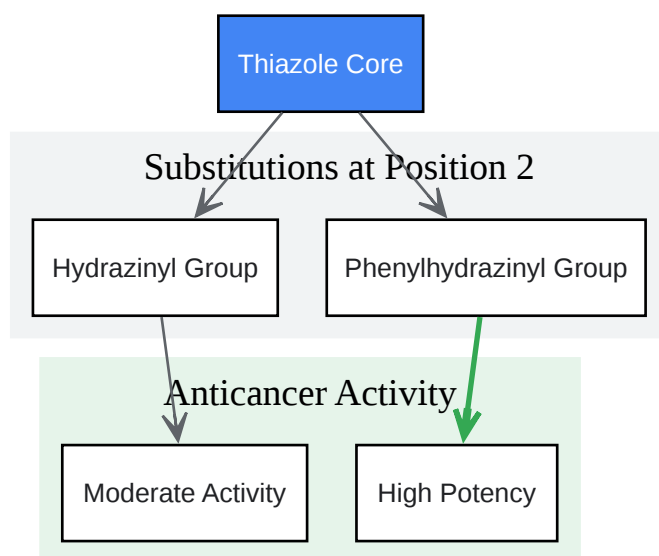 Thiazole Core
Substitutions at Position 2
Hydrazinyl Group
Phenylhydrazinyl Group
Anticancer Activity
Moderate Activity
High Potency